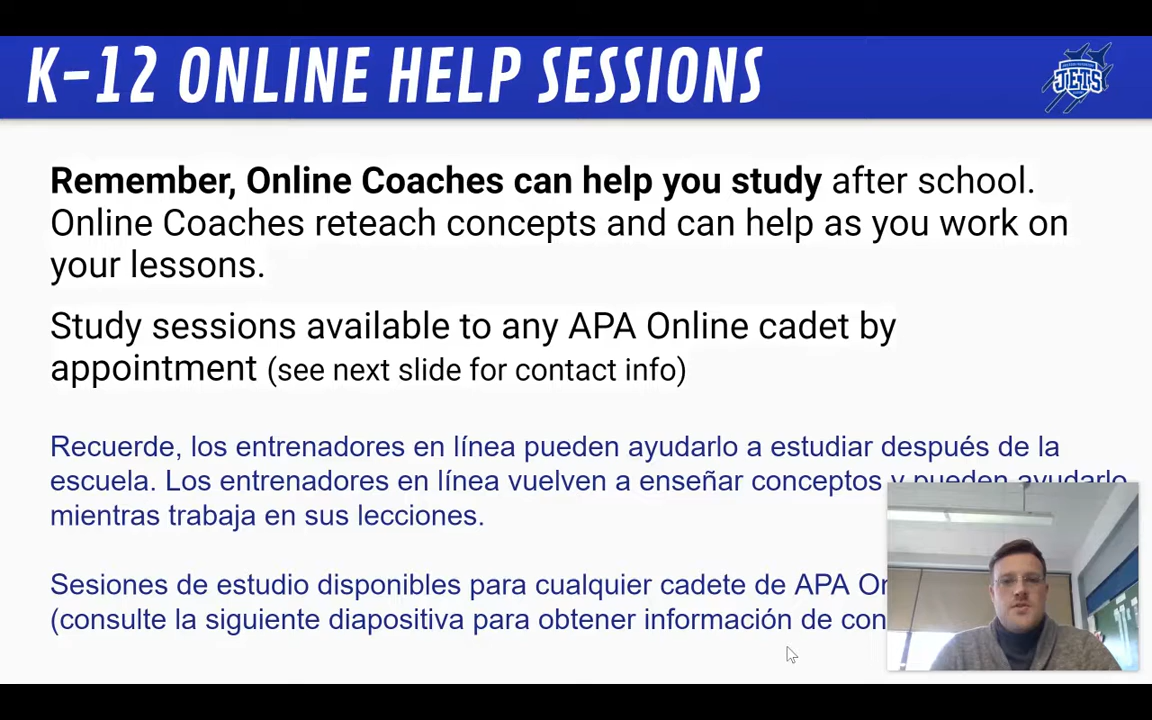 K-12 ONLINE HELP SESSIONS
JETS
Remember, Online Coaches can help you study after school.
Online Coaches reteach concepts and can help as you work on
your lessons.
Study sessions available to any APA Online cadet by
appointment (see next slide for contact info)
Recuerde, los entrenadores en línea pueden ayudarlo a estudiar después de la
escuela. Los entrenadores en línea vuelven a enseñar conceptos y pueden ayudarlo
mientras trabaja en sus lecciones.
Sesiones de estudio disponibles para cualquier cadete de APA On
(consulte la siguiente diapositiva para obtener información de con